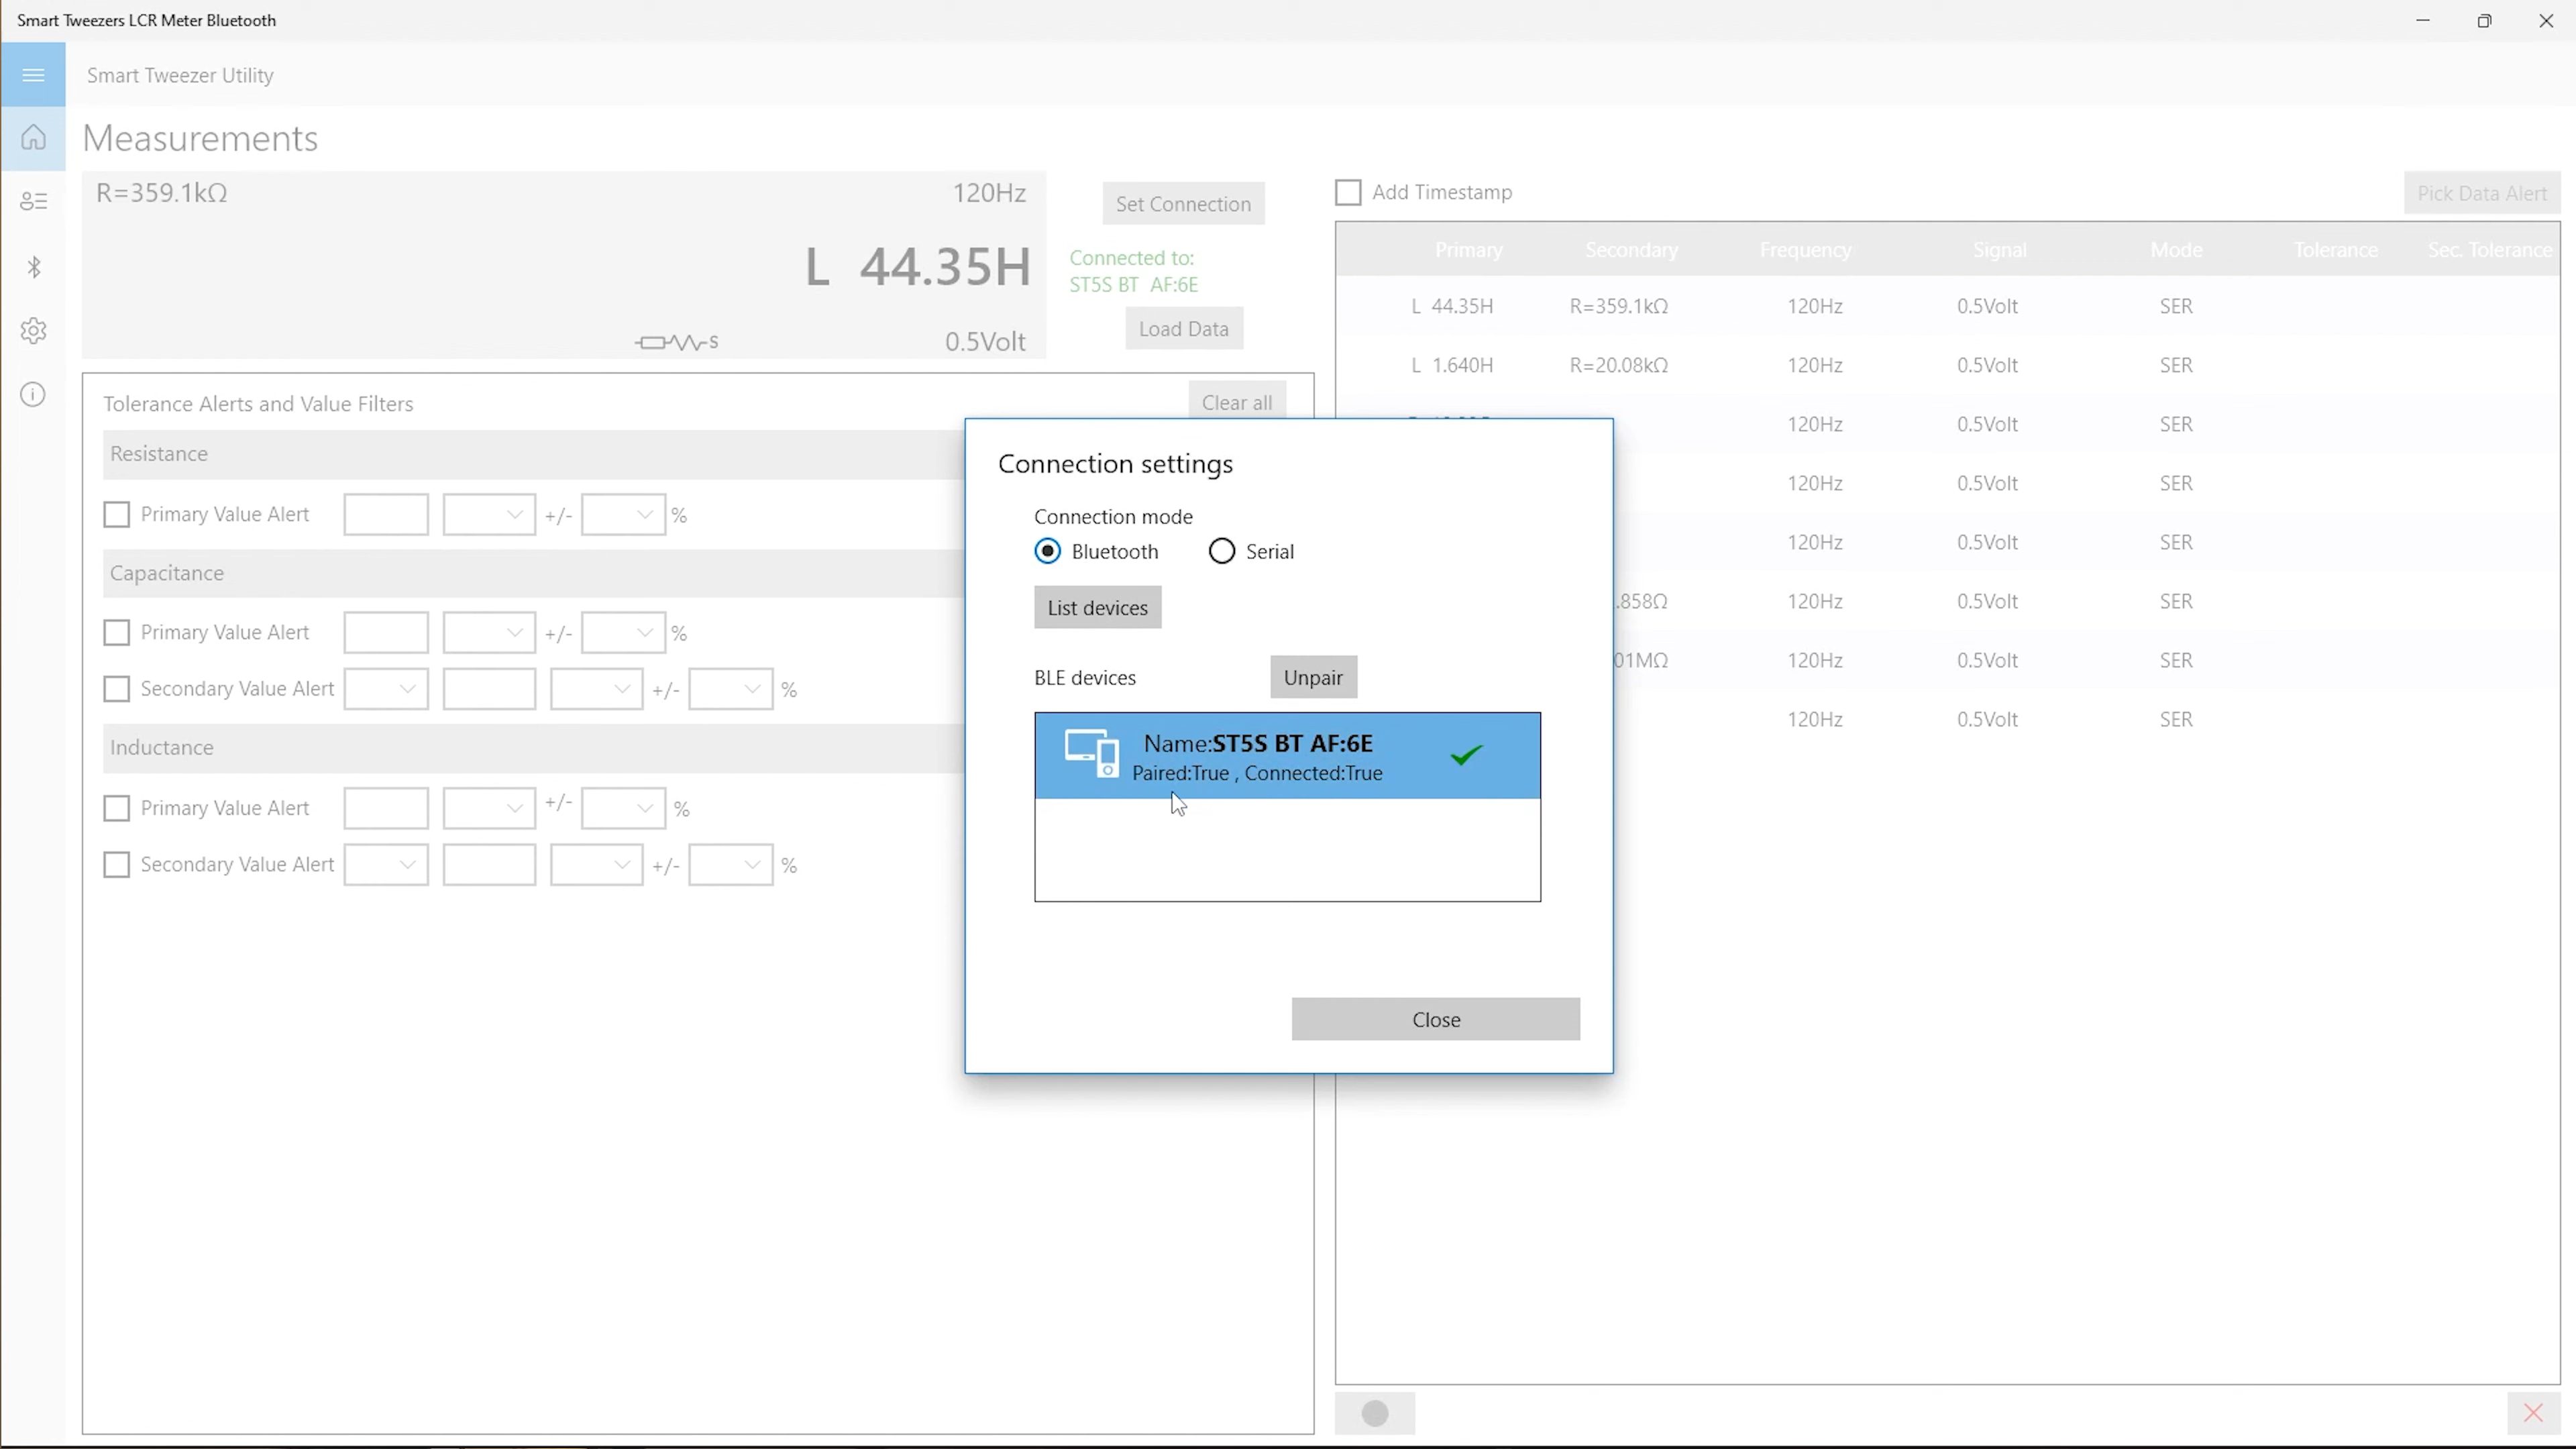 Smart Tweezers LCR Meter Bluetooth
Smart Tweezer Utility
Measurements
R=359.1kΩ 120Hz
L 44.35H
S 0.5Volt
Set Connection
Connected to:
ST5S BT AF:6E
Load Data
Tolerance Alerts and Value Filters Clear all
Resistance
Primary Value Alert +/- %
Capacitance
Primary Value Alert +/- %
Secondary Value Alert +/- %
Inductance
Primary Value Alert +/- %
Secondary Value Alert +/- %
Connection settings
Connection mode
Bluetooth Serial
List devices
BLE devices Unpair
Name:ST5S BT AF:6E
Paired:True , Connected:True
Close
Add Timestamp Pick Data Alert
Primary Secondary Frequency Signal Mode Tolerance Sec. Tolerance
L 44.35H R=359.1kΩ 120Hz 0.5Volt SER
L 1.640H R=20.08kΩ 120Hz 0.5Volt SER
120Hz 0.5Volt SER
120Hz 0.5Volt SER
120Hz 0.5Volt SER
.858Ω 120Hz 0.5Volt SER
01MΩ 120Hz 0.5Volt SER
120Hz 0.5Volt SER